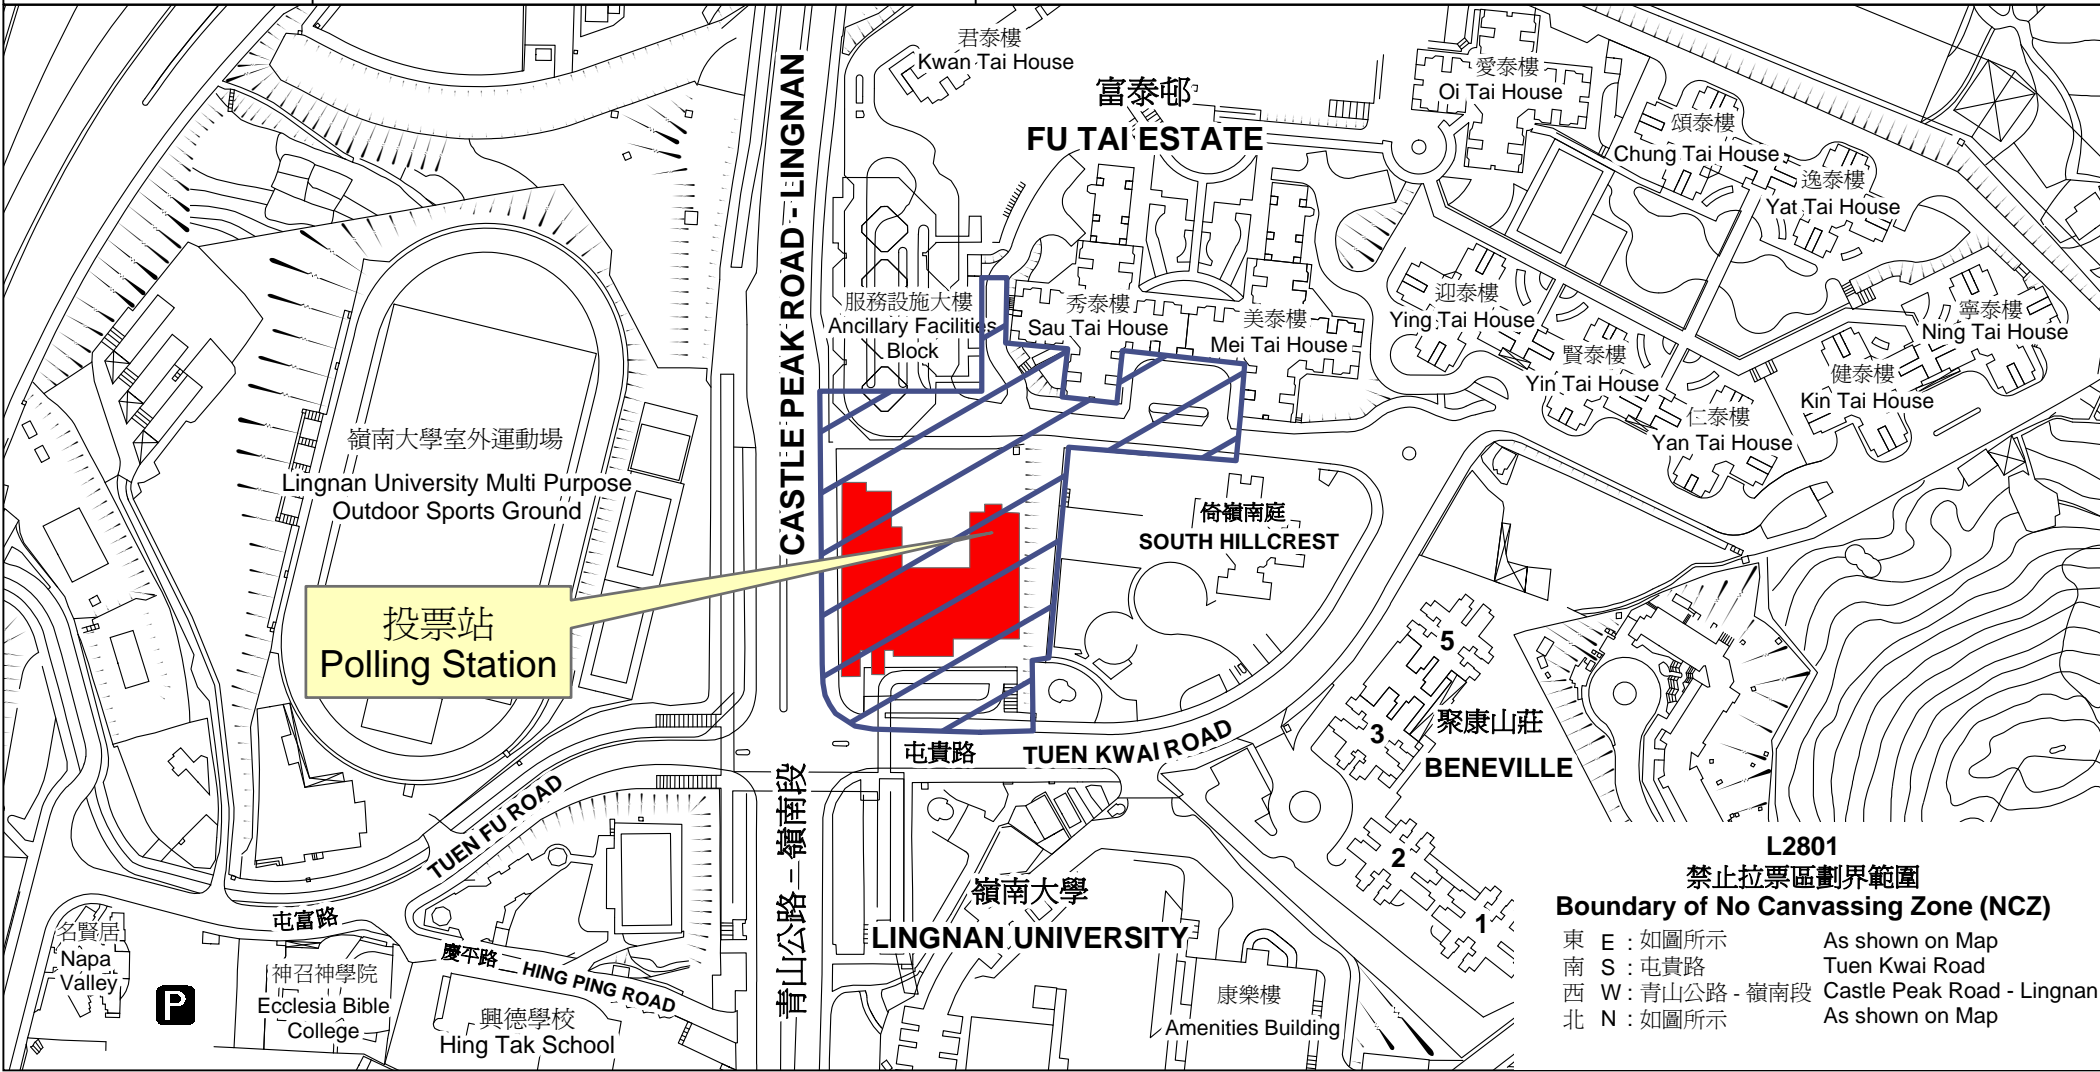 君泰樓
Kwan Tai House
富泰邨
FU TAI ESTATE
愛泰樓
Oi Tai House
頌泰樓
Chung Tai House
逸泰樓
Yat Tai House
CASTLE PEAK ROAD - LINGNAN
服務設施大樓
Ancillary Facilities
Block
秀泰樓
Sau Tai House
美泰樓
Mei Tai House
迎泰樓
Ying Tai House
賢泰樓
Yin Tai House
寧泰樓
Ning Tai House
健泰樓
Kin Tai House
仁泰樓
Yan Tai House
嶺南大學室外運動場
Lingnan University Multi Purpose
Outdoor Sports Ground
倚嶺南庭
SOUTH HILLCREST
投票站
Polling Station
5
3
聚康山莊
BENEVILLE
2
1
屯貴路
TUEN KWAI ROAD
TUEN FU ROAD
屯富路
青山公路 - 嶺南段
嶺南大學
LINGNAN UNIVERSITY
慶平路
HING PING ROAD
名賢居
Napa
Valley
P
神召神學院
Ecclesia Bible
College
興德學校
Hing Tak School
康樂樓
Amenities Building
L2801
禁止拉票區劃界範圍
Boundary of No Canvassing Zone (NCZ)
東 E : 如圖所示 As shown on Map
南 S : 屯貴路 Tuen Kwai Road
西 W : 青山公路 - 嶺南段 Castle Peak Road - Lingnan
北 N : 如圖所示 As shown on Map